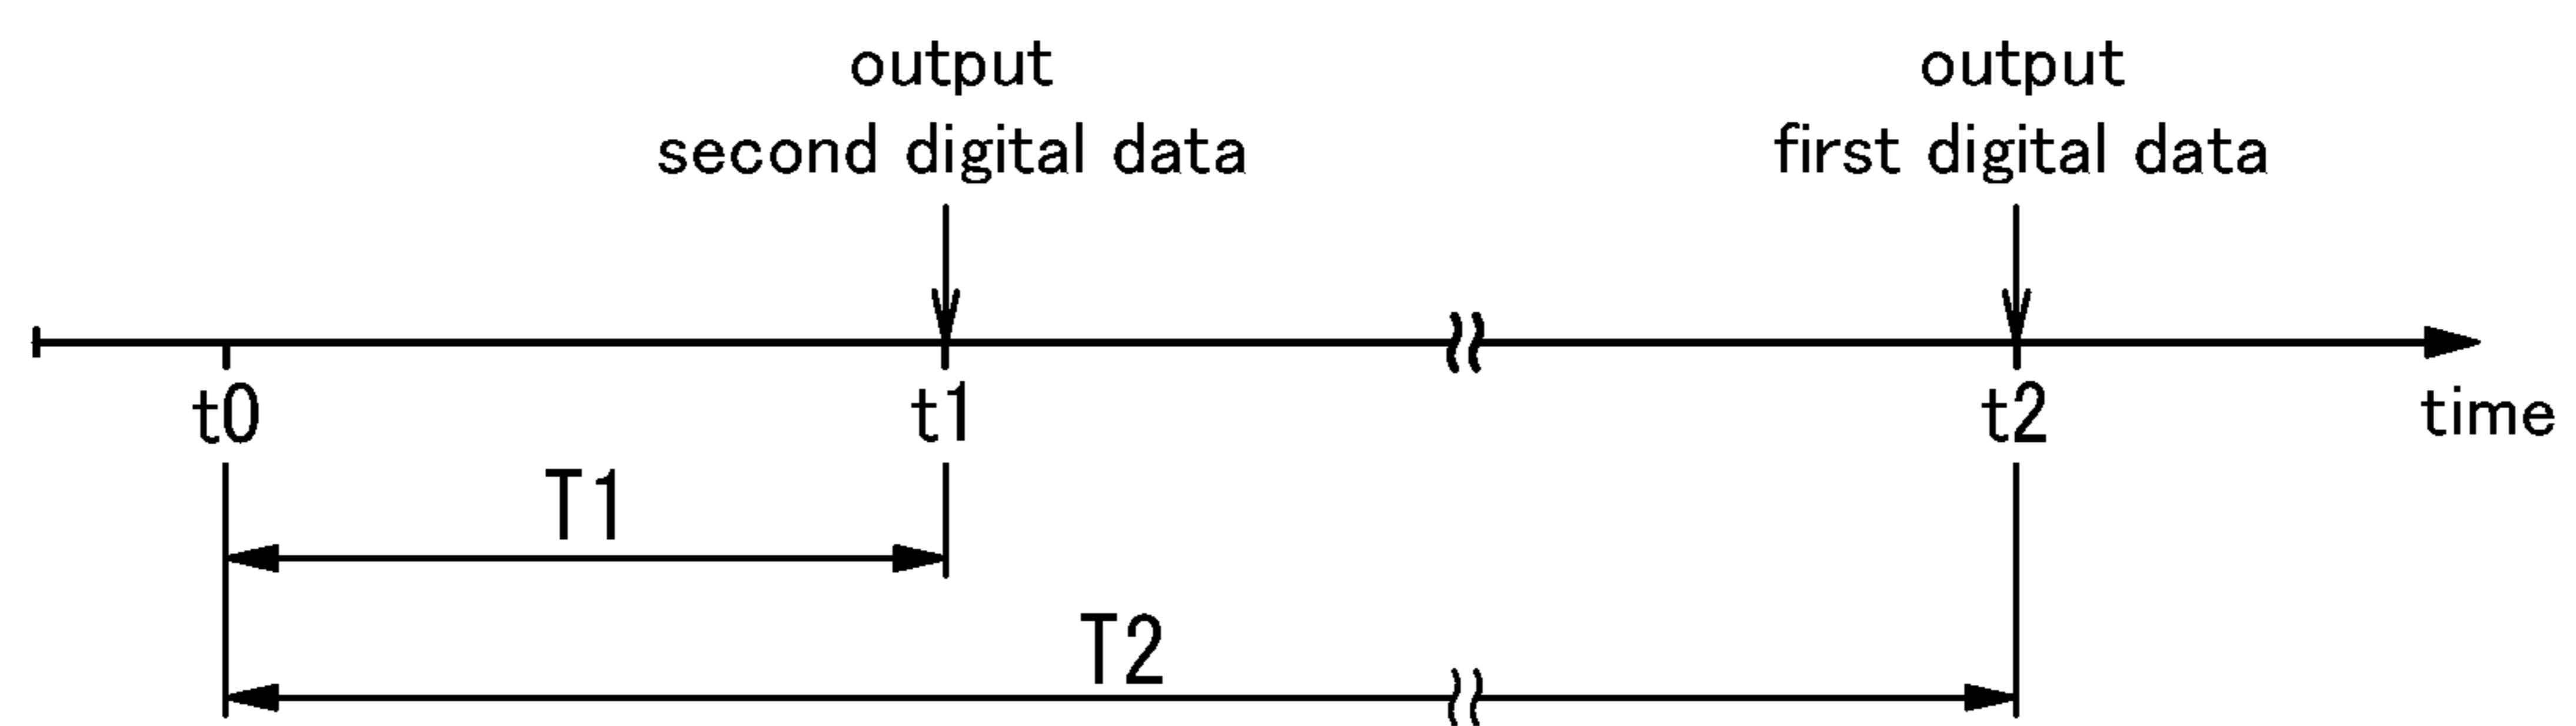 output
second digital data
output
first digital data
t0
t1
t2
time
T1
T2